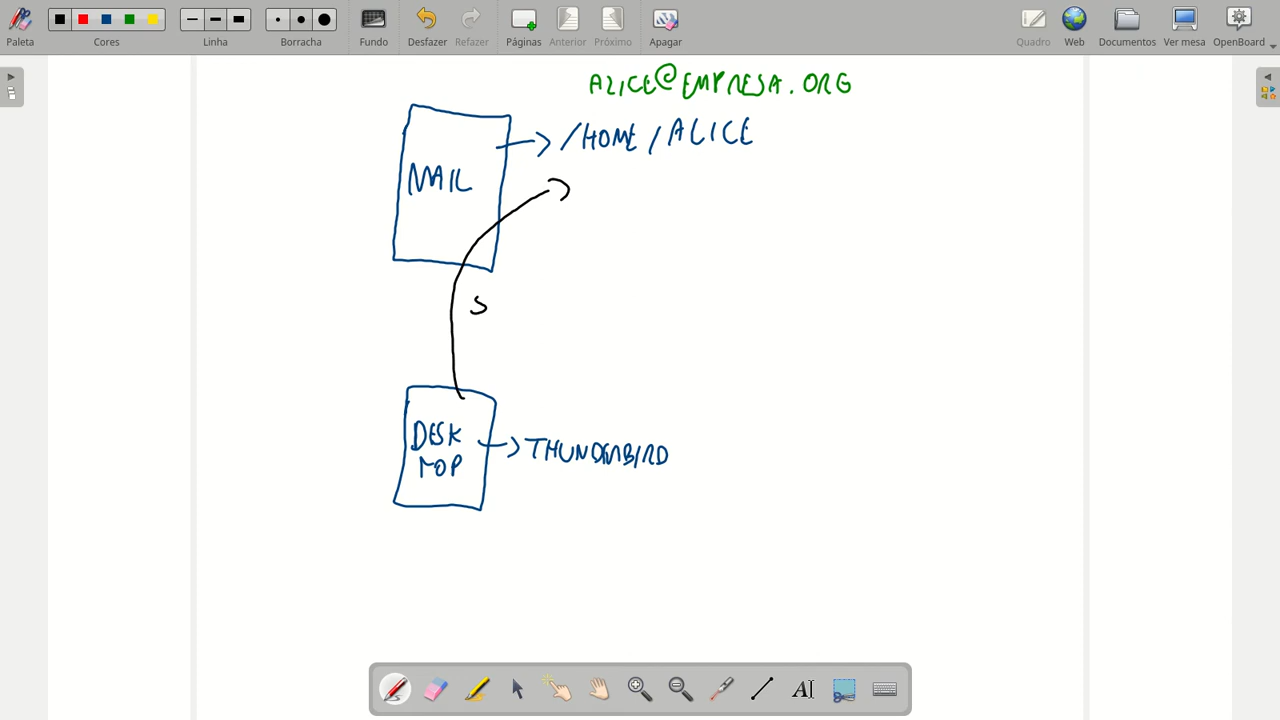 Paleta Cores Linha Borracha Fundo Desfazer Refazer Páginas Anterior Próximo Apagar Quadro Web Documentos Ver mesa OpenBoard
ALICE@EMPRESA.ORG
/HOME/ALICE
MAIL
S
DESK
TOP
THUNDERBIRD
AI